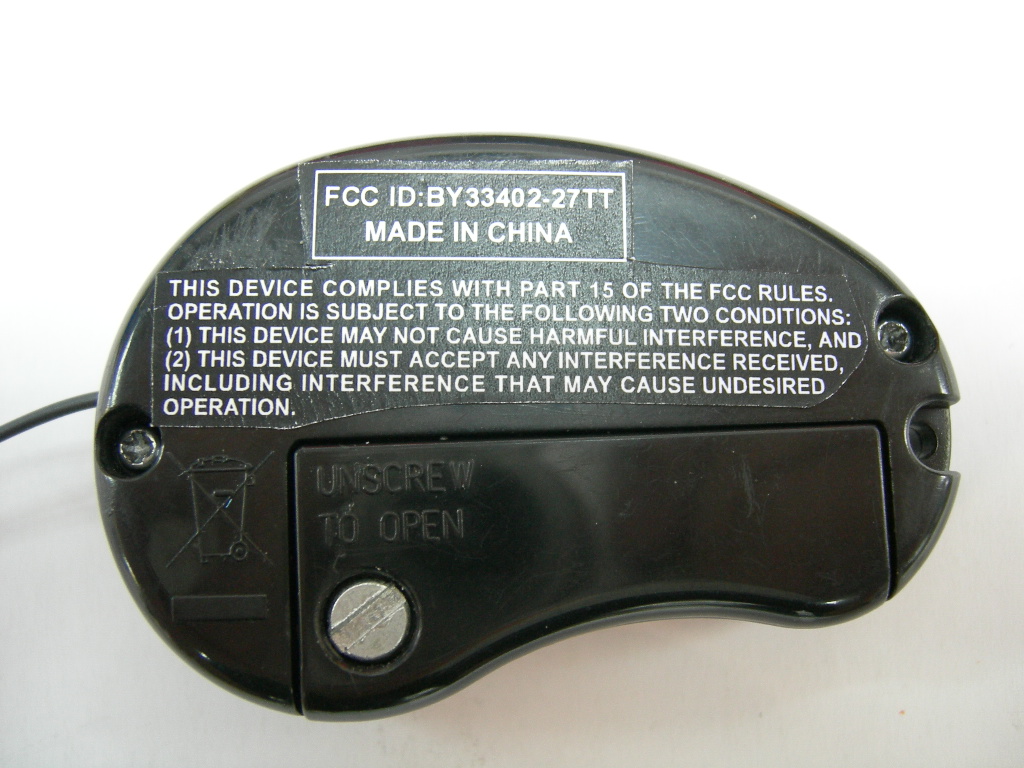 FCC ID:BY33402-27TT
MADE IN CHINA
THIS DEVICE COMPLIES WITH PART 15 OF THE FCC RULES.
OPERATION IS SUBJECT TO THE FOLLOWING TWO CONDITIONS:
(1) THIS DEVICE MAY NOT CAUSE HARMFUL INTERFERENCE, AND
(2) THIS DEVICE MUST ACCEPT ANY INTERFERENCE RECEIVED,
INCLUDING INTERFERENCE THAT MAY CAUSE UNDESIRED
OPERATION.
UNSCREW
TO OPEN